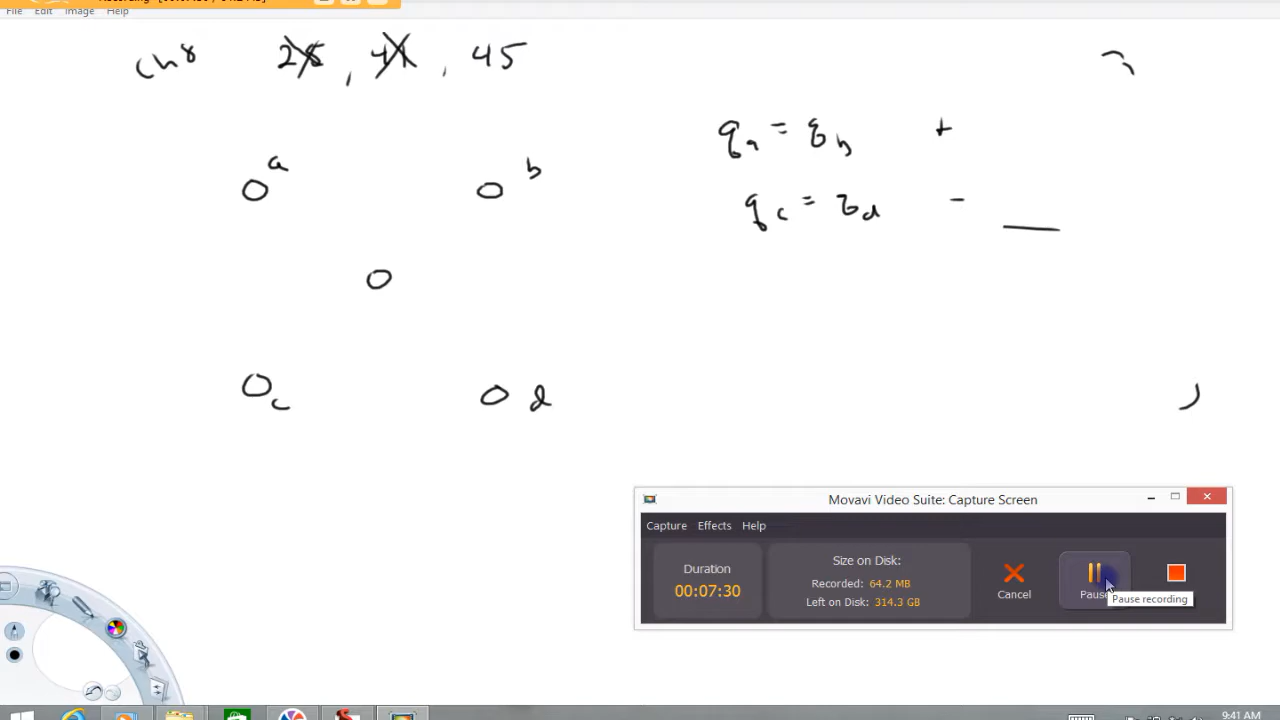 File Edit Image Help
ch 8 28, 41, 45
a b
qa = qb +
qc = qd -
c d
Movavi Video Suite: Capture Screen
Capture Effects Help
Duration
00:07:30
Size on Disk:
Recorded: 64.2 MB
Left on Disk: 314.3 GB
Cancel
Pause
Pause recording
9:41 AM